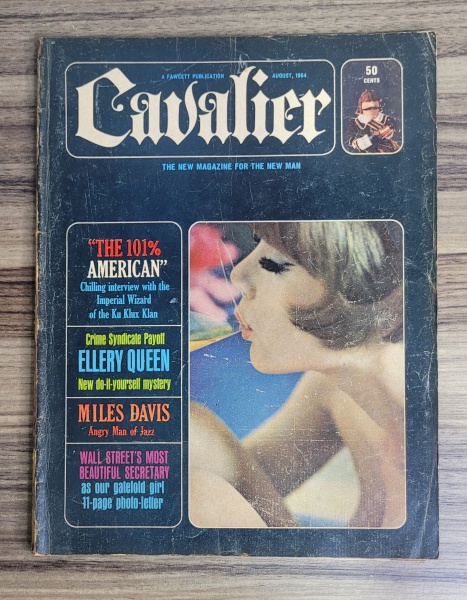 A FAWCETT PUBLICATION
AUGUST, 1964
Cavalier
50
CENTS
THE NEW MAGAZINE FOR THE NEW MAN
"THE 101%
AMERICAN"
Chilling interview with the
Imperial Wizard
of the Ku Klux Klan
Crime Syndicate Payoff
ELLERY QUEEN
New do-it-yourself mystery
MILES DAVIS
Angry Man of Jazz
WALL STREET'S MOST
BEAUTIFUL SECRETARY
as our gatefold girl
11-page photo-letter